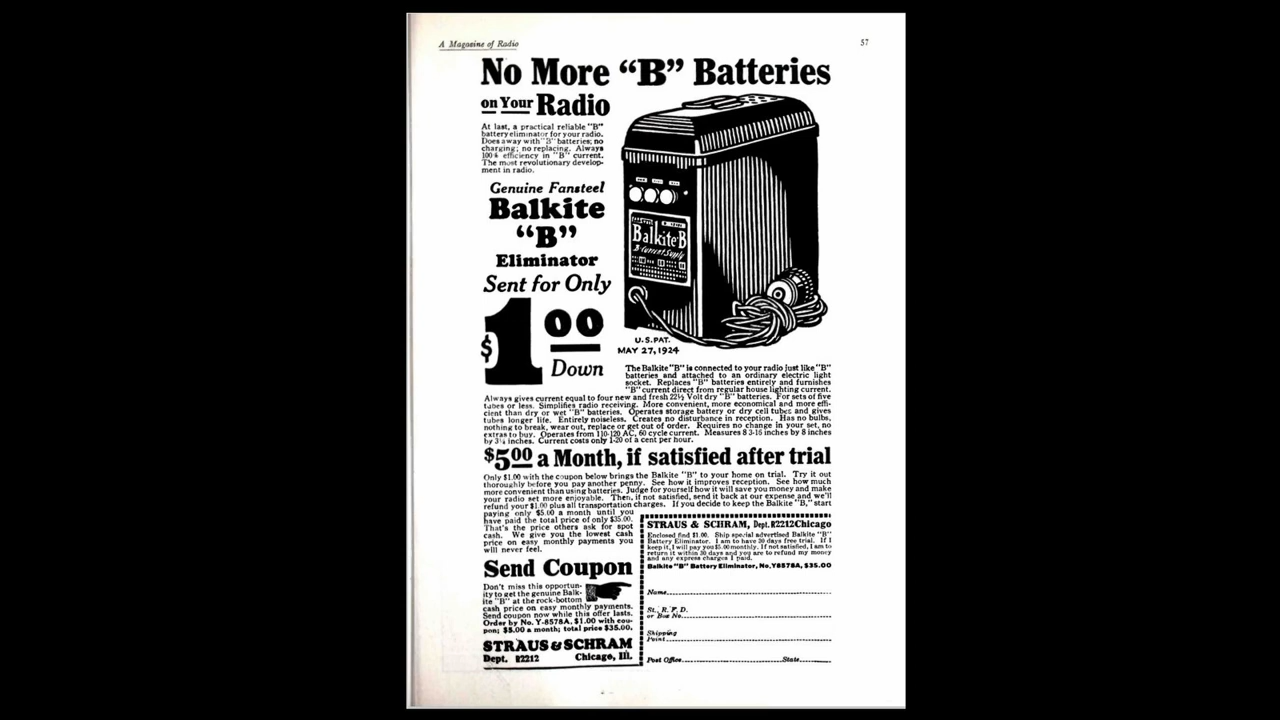 A Magazine of Radio
57
No More “B” Batteries
on Your Radio
At last, a practical reliable "B"
battery eliminator for your radio.
Does away with "B" batteries; no
charging; no replacing. Always
100% efficiency in "B" current.
The most revolutionary develop-
ment in radio.
Genuine Fansteel
Balkite
“B”
Eliminator
Sent for Only
$1.00
Down
Balkite B
B-Current Supply
U.S. PAT.
MAY 27, 1924
The Balkite "B" is connected to your radio just like "B"
batteries and attached to an ordinary electric light
socket. Replaces "B" batteries entirely and furnishes
"B" current direct from regular house lighting current.
Always gives current equal to four new and fresh 22½ Volt dry "B" batteries. For sets of five
tubes or less. Simplifies radio receiving. More convenient, more economical and more effi-
cient than dry or wet "B" batteries. Operates storage battery or dry cell tubes and gives
tubes longer life. Entirely noiseless. Creates no disturbance in reception. Has no bulbs,
nothing to break, wear out, replace or get out of order. Requires no change in your set, no
extras to buy. Operates from 110-120 AC, 60 cycle current. Measures 8 3-16 inches by 8 inches
by 3¼ inches. Current costs only 1-20 of a cent per hour.
$5.00 a Month, if satisfied after trial
Only $1.00 with the coupon below brings the Balkite "B" to your home on trial. Try it out
thoroughly before you pay another penny. See how it improves reception. See how much
more convenient than using batteries. Judge for yourself how it will save you money and make
your radio set more enjoyable. Then, if not satisfied, send it back at our expense and we'll
refund your $1.00 plus all transportation charges. If you decide to keep the Balkite "B," start
paying only $5.00 a month until you
have paid the total price of only $35.00.
That's the price others ask for spot
cash. We give you the lowest cash
price on easy monthly payments you
will never feel.
Send Coupon
Don't miss this opportun-
ity to get the genuine Balk-
ite "B" at the rock-bottom
cash price on easy monthly payments.
Send coupon now while this offer lasts.
Order by No. Y-8578A, $1.00 with cou-
pon; $5.00 a month; total price $35.00.
STRAUS & SCHRAM
Dept. R2212 Chicago, Ill.
STRAUS & SCHRAM, Dept. R2212 Chicago
Enclosed find $1.00. Ship special advertised Balkite "B"
Battery Eliminator. I am to have 30 days free trial. If I
keep it, I will pay you $5.00 monthly. If not satisfied, I am to
return it within 30 days and you are to refund my money
and any express charges I paid.
Balkite "B" Battery Eliminator, No. Y8578A, $35.00
Name
St., R. F. D.
or Box No.
Shipping
Point
Post Office State